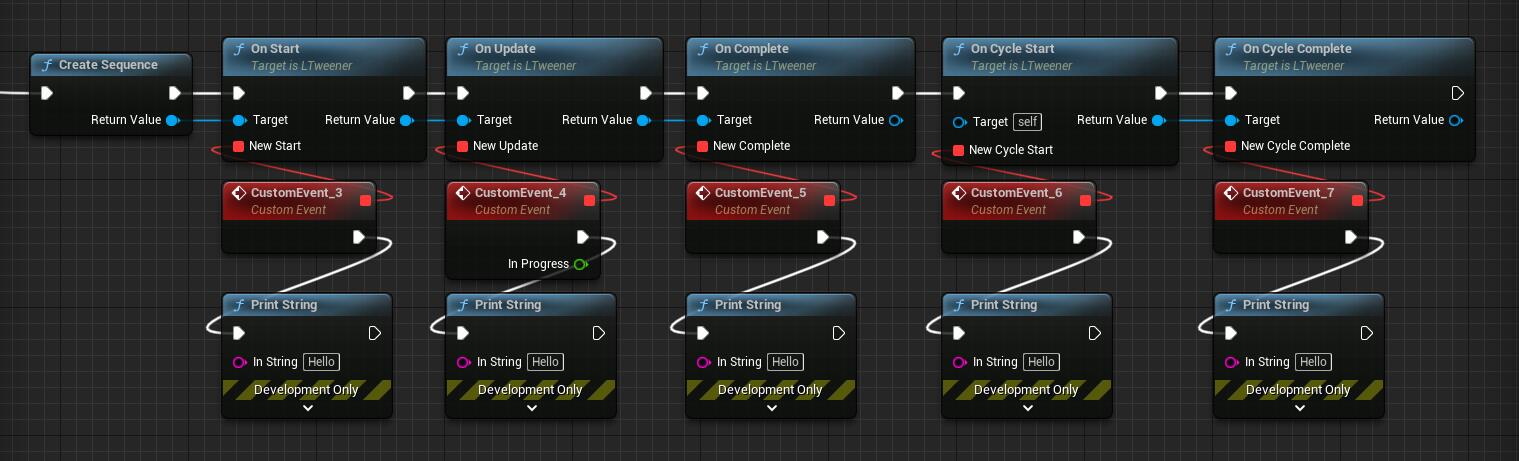 Create Sequence
Return Value
On Start
Target is LTweener
Target
Return Value
New Start
On Update
Target is LTweener
Target
Return Value
New Update
On Complete
Target is LTweener
Target
Return Value
New Complete
On Cycle Start
Target is LTweener
Target self
Return Value
New Cycle Start
On Cycle Complete
Target is LTweener
Target
Return Value
New Cycle Complete
CustomEvent_3
Custom Event
CustomEvent_4
Custom Event
In Progress
CustomEvent_5
Custom Event
CustomEvent_6
Custom Event
CustomEvent_7
Custom Event
Print String
In String Hello
Development Only
Print String
In String Hello
Development Only
Print String
In String Hello
Development Only
Print String
In String Hello
Development Only
Print String
In String Hello
Development Only